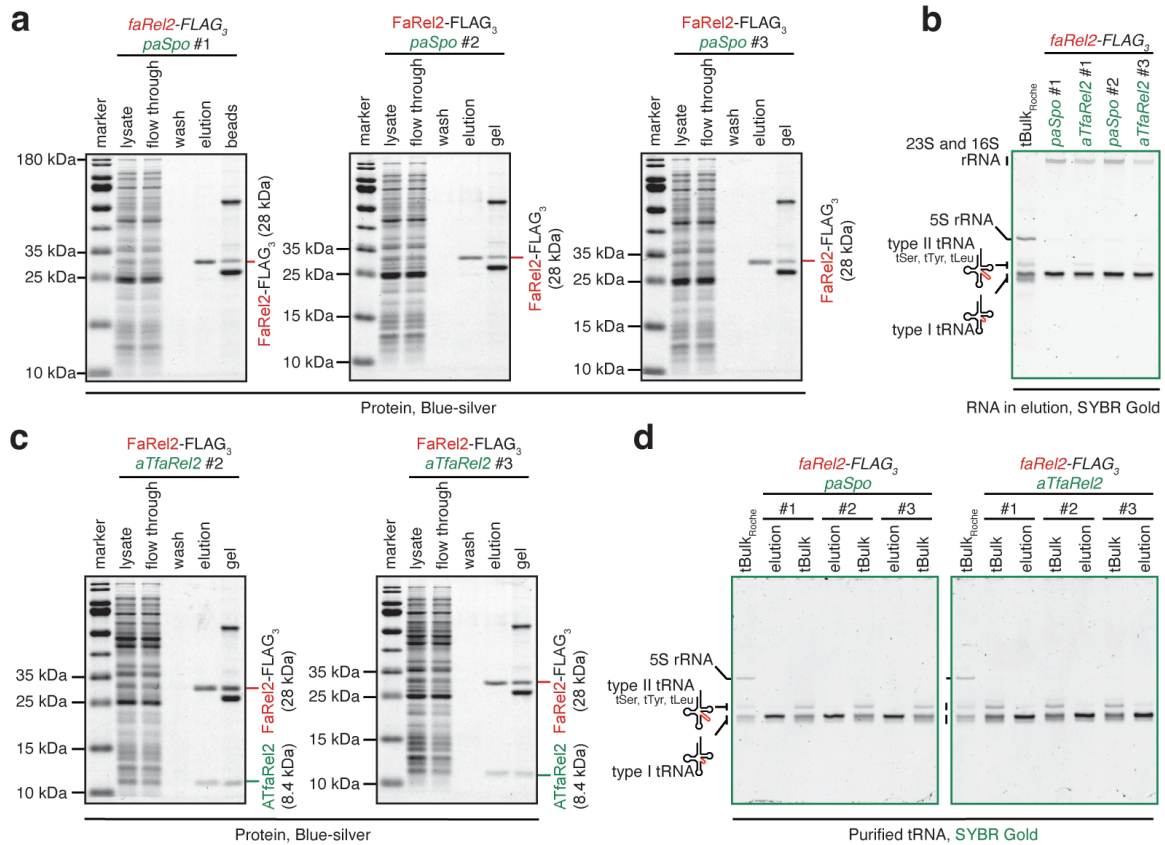 a
faRel2-FLAG3
paSpo #1
marker
lysate
flow through
wash
elution
beads
180 kDa
35 kDa
25 kDa
10 kDa
FaRel2-FLAG3 (28 kDa)
FaRel2-FLAG3
paSpo #2
marker
lysate
flow through
wash
elution
gel
35 kDa
25 kDa
15 kDa
10 kDa
FaRel2-FLAG3
(28 kDa)
FaRel2-FLAG3
paSpo #3
marker
lysate
flow through
wash
elution
gel
35 kDa
25 kDa
15 kDa
10 kDa
FaRel2-FLAG3
(28 kDa)
Protein, Blue-silver
b
faRel2-FLAG3
tBulkRoche
paSpo #1
aTfaRel2 #1
paSpo #2
aTfaRel2 #3
23S and 16S
rRNA
5S rRNA
type II tRNA
tSer, tTyr, tLeu
type I tRNA
RNA in elution, SYBR Gold
c
FaRel2-FLAG3
aTfaRel2 #2
marker
lysate
flow through
wash
elution
gel
35 kDa
25 kDa
15 kDa
10 kDa
FaRel2-FLAG3
(28 kDa)
ATfaRel2
(8.4 kDa)
FaRel2-FLAG3
aTfaRel2 #3
marker
lysate
flow through
wash
elution
gel
35 kDa
25 kDa
15 kDa
10 kDa
FaRel2-FLAG3
(28 kDa)
ATfaRel2
(8.4 kDa)
Protein, Blue-silver
d
faRel2-FLAG3
paSpo
#1 #2 #3
tBulkRoche
elution
tBulk
elution
tBulk
elution
tBulk
5S rRNA
type II tRNA
tSer, tTyr, tLeu
type I tRNA
faRel2-FLAG3
aTfaRel2
#1 #2 #3
tBulkRoche
tBulk
elution
tBulk
elution
tBulk
elution
Purified tRNA, SYBR Gold